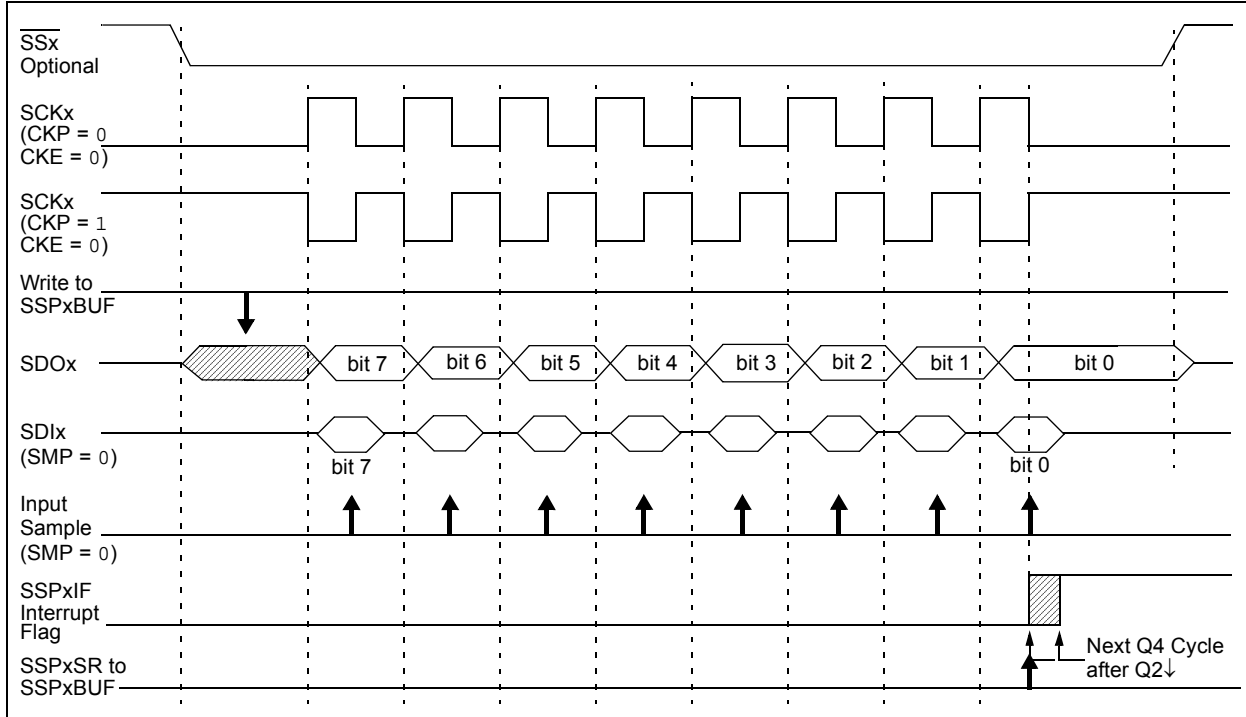 SSx
Optional
SCKx
(CKP = 0
CKE = 0)
SCKx
(CKP = 1
CKE = 0)
Write to
SSPxBUF
SDOx
bit 7
bit 6
bit 5
bit 4
bit 3
bit 2
bit 1
bit 0
SDIx
(SMP = 0)
bit 7
bit 0
Input
Sample
(SMP = 0)
SSPxIF
Interrupt
Flag
Next Q4 Cycle
after Q2↓
SSPxSR to
SSPxBUF